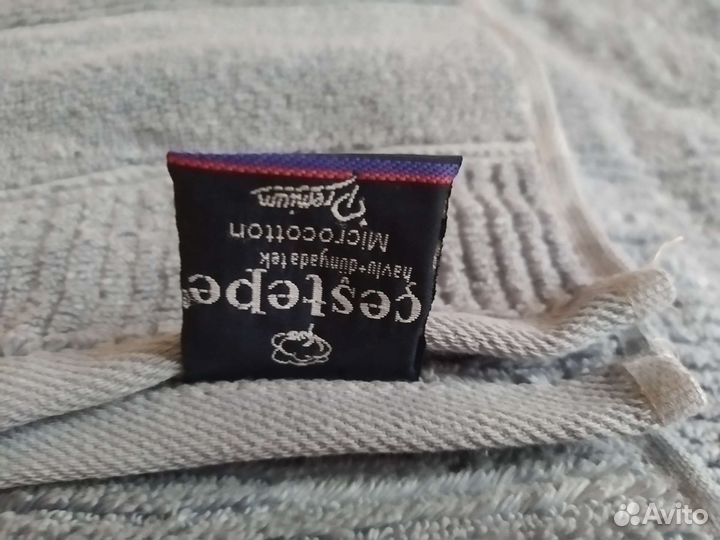 çeştepe®
havlu+dünyada tek
Microcotton
Premium
Avito